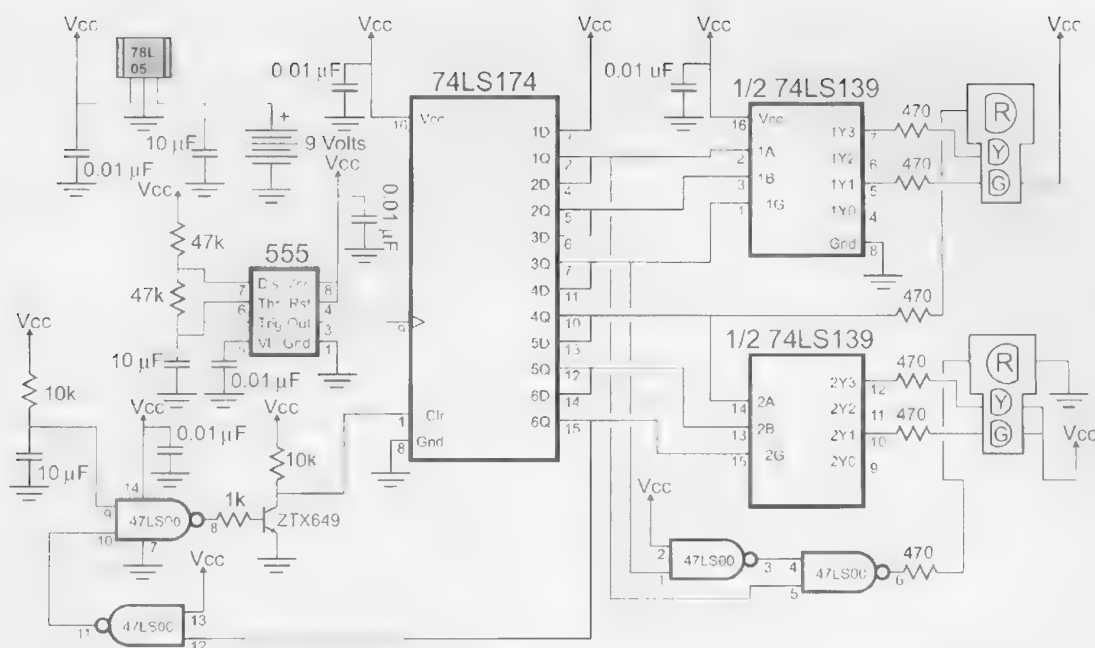 Vcc
78L
05
0.01 µF
10 µF
+
9 Volts
Vcc
Vcc
0.01 µF
0.01 µF
Vcc
47k
47k
10 µF
555
Dis Vcc
7 8
Thr Rst
6 4
Trig Out
3
Vt Gnd
5 1
0.01 µF
Vcc
10k
10 µF
Vcc
0.01 µF
14
9
10
47LS00
8
7
1k
Vcc
10k
ZTX649
Vcc
13
12
47LS00
11
74LS174
16 Vcc
9
Clr
1
Gnd
8
1D
1Q 2
2D 4
2Q 5
3D 6
3Q 7
4D 11
4Q 10
5D 13
5Q 12
6D 14
6Q 15
Vcc
Vcc
0.01 uF
1/2 74LS139
16 Vcc
1A
2
1B
3
1G
1
1Y3
7
1Y2
6
1Y1
5
1Y0
4
Gnd
8
470
470
R
Y
G
Vcc
470
1/2 74LS139
14 2A
13 2B
15 2G
2Y3 12
2Y2 11
2Y1 10
2Y0 9
470
470
R
Y
G
Vcc
Vcc
2
1
47LS00
3
4
5
47LS00
6
470